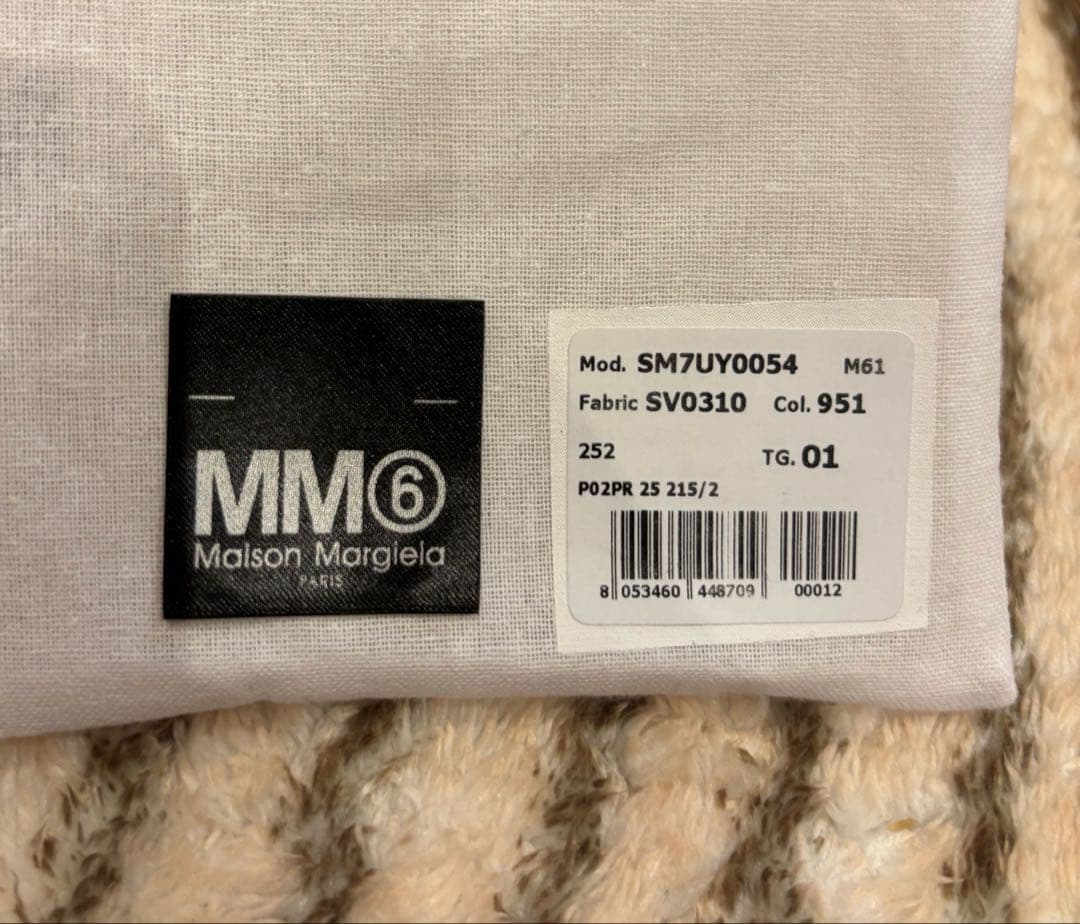 MM⑥
Maison Margiela
PARIS
Mod. SM7UY0054 M61
Fabric SV0310 Col. 951
252 TG. 01
P02PR 25 215/2
8 053460 448709 00012